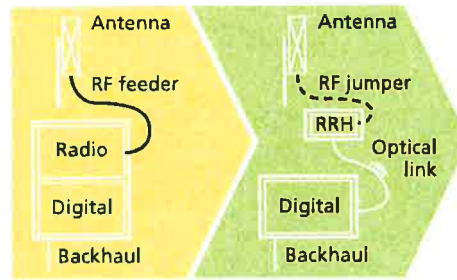 Antenna
RF feeder
Radio
Digital
Backhaul
Antenna
RF jumper
RRH
Optical
link
Digital
Backhaul